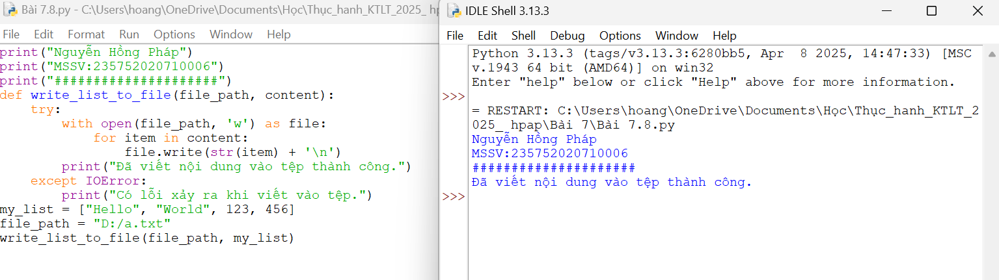 Bài 7.8.py - C:\Users\hoang\OneDrive\Documents\Học\Thục_hanh_KTLT_2025_ hp
File Edit Format Run Options Window Help
print("Nguyễn Hồng Pháp")
print("MSSV:235752020710006")
print("#####################")
def write_list_to_file(file_path, content):
    try:
        with open(file_path, 'w') as file:
            for item in content:
                file.write(str(item) + '\n')
        print("Đã viết nội dung vào tệp thành công.")
    except IOError:
        print("Có lỗi xảy ra khi viết vào tệp.")
my_list = ["Hello", "World", 123, 456]
file_path = "D:/a.txt"
write_list_to_file(file_path, my_list)
IDLE Shell 3.13.3
File Edit Shell Debug Options Window Help
Python 3.13.3 (tags/v3.13.3:6280bb5, Apr  8 2025, 14:47:33) [MSC
v.1943 64 bit (AMD64)] on win32
Enter "help" below or click "Help" above for more information.
>>>
= RESTART: C:\Users\hoang\OneDrive\Documents\Học\Thục_hanh_KTLT_2
025_ hpap\Bài 7\Bài 7.8.py
Nguyễn Hồng Pháp
MSSV:235752020710006
#####################
Đã viết nội dung vào tệp thành công.
>>>